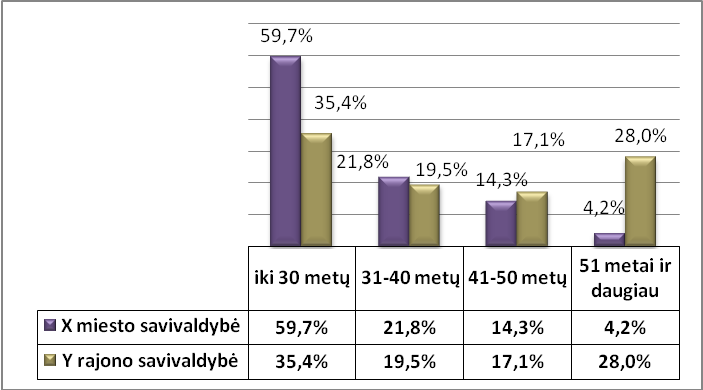 59,7%
35,4%
21,8%
19,5%
14,3%
17,1%
4,2%
28,0%
iki 30 metų 31-40 metų 41-50 metų 51 metai ir daugiau
X miesto savivaldybė 59,7% 21,8% 14,3% 4,2%
Y rajono savivaldybė 35,4% 19,5% 17,1% 28,0%